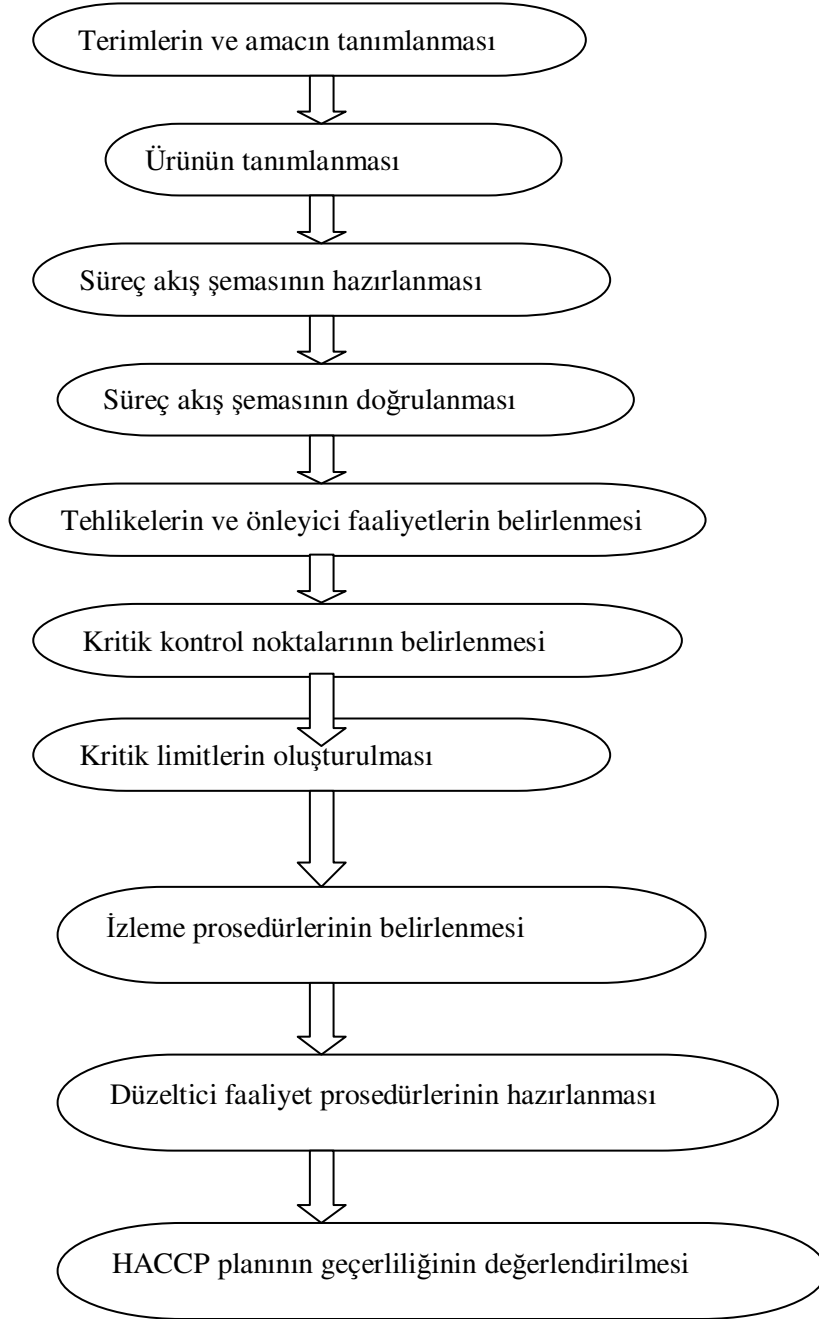 Terimlerin ve amacın tanımlanması
Ürünün tanımlanması
Süreç akış şemasının hazırlanması
Süreç akış şemasının doğrulanması
Tehlikelerin ve önleyici faaliyetlerin belirlenmesi
Kritik kontrol noktalarının belirlenmesi
Kritik limitlerin oluşturulması
İzleme prosedürlerinin belirlenmesi
Düzeltici faaliyet prosedürlerinin hazırlanması
HACCP planının geçerliliğinin değerlendirilmesi